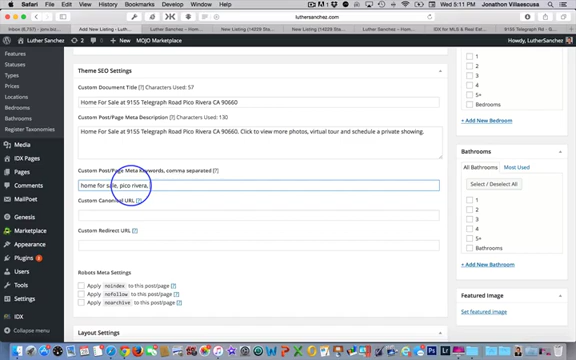 Safari File Edit View History Bookmarks Develop Window Help
Wed 5:11 PM Jonathon Villaescusa
luthersanchez.com
Add New Listing
Luther Sanchez
2 + New MOJO Marketplace
Howdy, LutherSanchez
Features
Statuses
Types
Prices
Locations
Bedrooms
Bathrooms
Register Taxonomies
Media
IDX Pages
Pages
Comments
MailPoet
Genesis
Marketplace
Appearance
Plugins
Users
Tools
Settings
IDX
Collapse menu
Theme SEO Settings
Custom Document Title [?] Characters Used: 57
Home For Sale at 9155 Telegraph Road Pico Rivera CA 90660
Custom Post/Page Meta Description [?] Characters Used: 130
Home For Sale at 9155 Telegraph Road Pico Rivera CA 90660. Click to view more photos, virtual tour and schedule a private showing.
Custom Post/Page Meta Keywords, comma separated [?]
home for sale, pico rivera,
Custom Canonical URL [?]
Custom Redirect URL [?]
Robots Meta Settings
Apply noindex to this post/page [?]
Apply nofollow to this post/page [?]
Apply noarchive to this post/page [?]
Layout Settings
1
2
3
4
5+
Bedrooms
+ Add New Bedroom
All Bathrooms Most Used
Select / Deselect All
1
2
3
4
5+
Bathrooms
+ Add New Bathroom
Featured Image
Set featured image